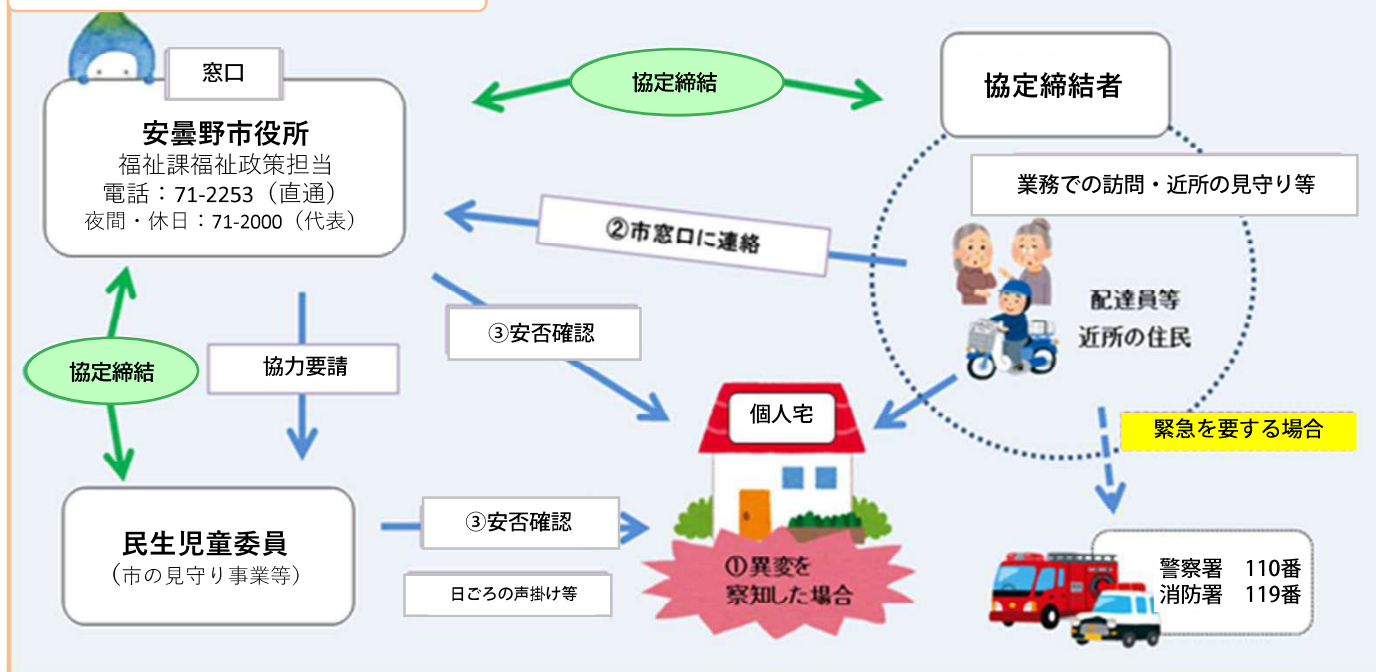 窓口
安曇野市役所
福祉課福祉政策担当
電話：71-2253（直通）
夜間・休日：71-2000（代表）
協定締結
協定締結者
業務での訪問・近所の見守り等
②市窓口に連絡
配達員等
近所の住民
③安否確認
協定締結
協力要請
個人宅
緊急を要する場合
民生児童委員
（市の見守り事業等）
③安否確認
日ごろの声掛け等
①異変を
察知した場合
警察署　110番
消防署　119番